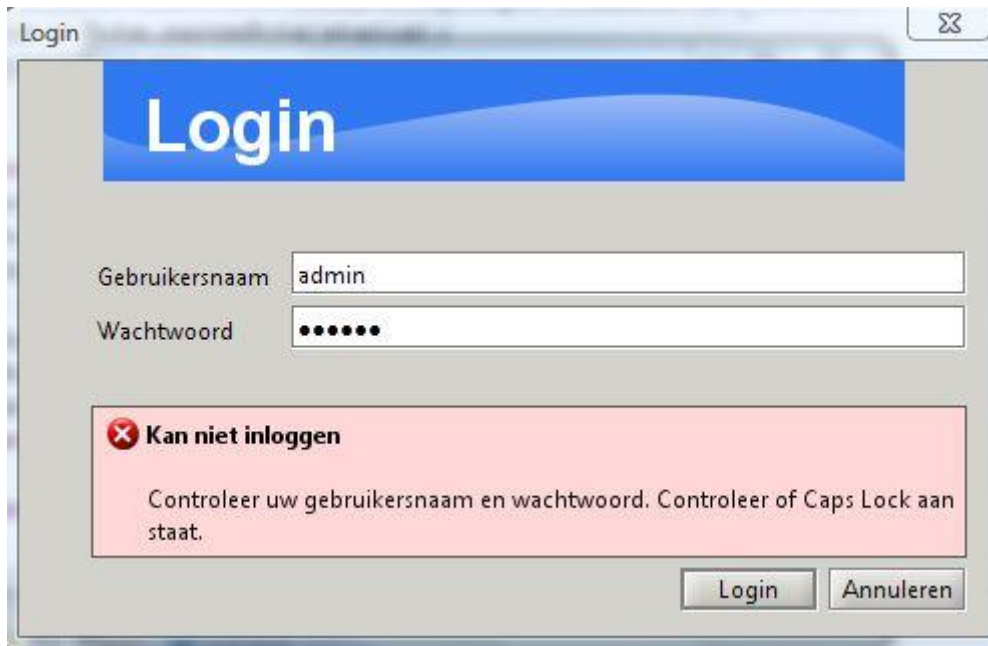 Login
Login
Gebruikersnaam admin
Wachtwoord ••••••
Kan niet inloggen
Controleer uw gebruikersnaam en wachtwoord. Controleer of Caps Lock aan
staat.
Login Annuleren